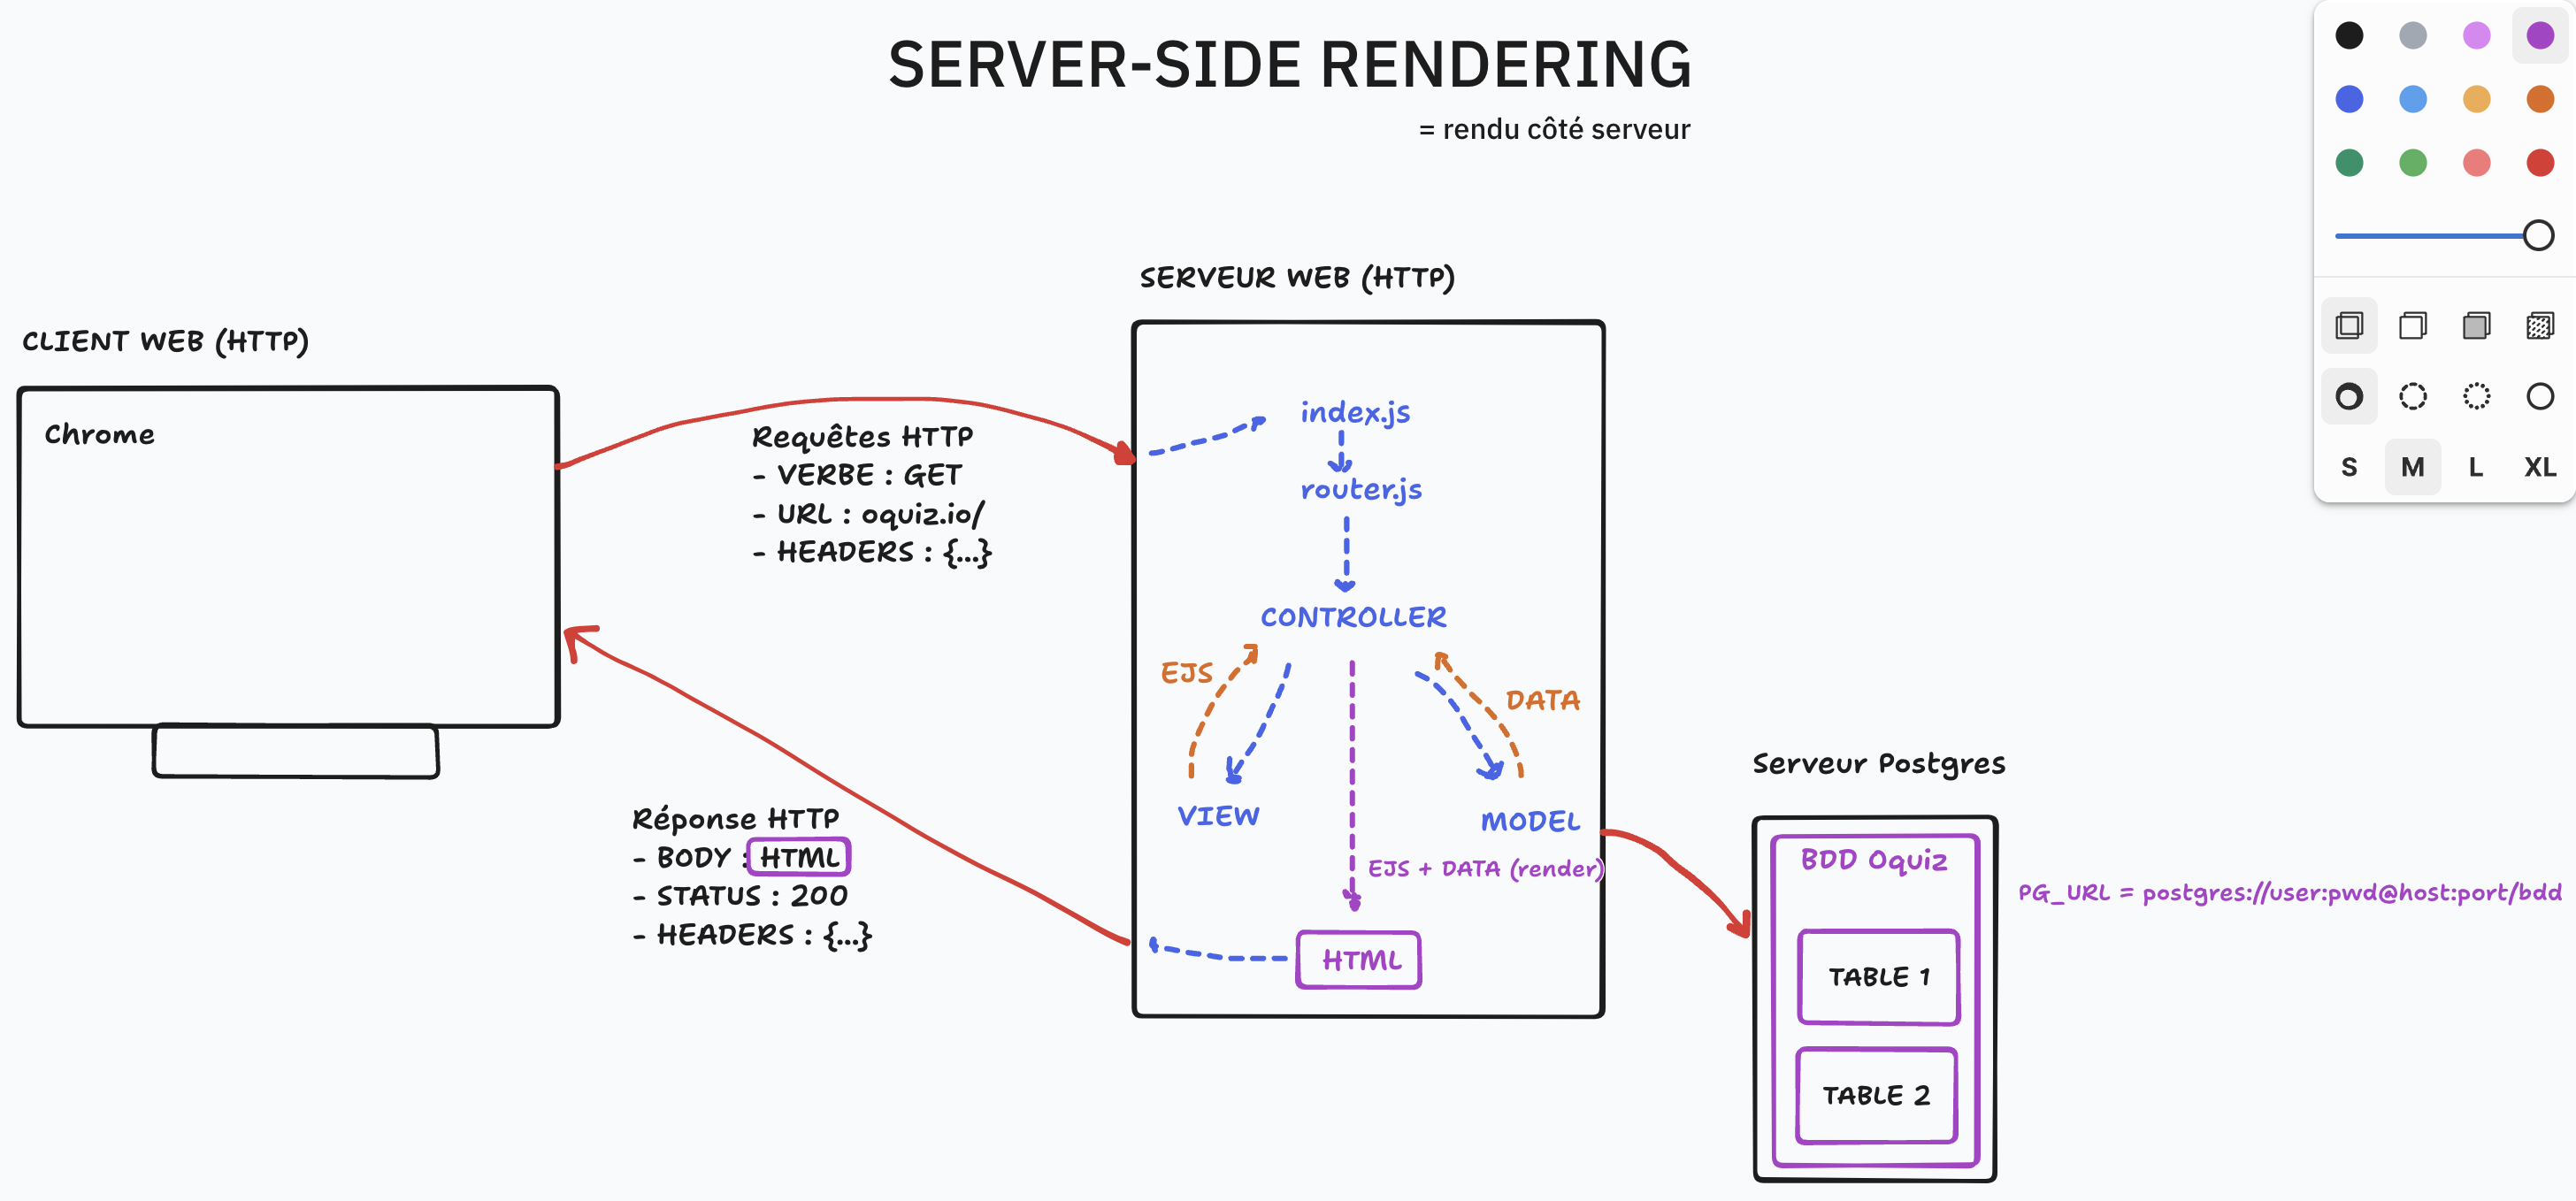 SERVER-SIDE RENDERING
= rendu côté serveur
CLIENT WEB (HTTP)
Chrome
Requêtes HTTP
- VERBE : GET
- URL : oquiz.io/
- HEADERS : {...}
Réponse HTTP
- BODY : HTML
- STATUS : 200
- HEADERS : {...}
SERVEUR WEB (HTTP)
index.js
router.js
CONTROLLER
EJS
DATA
VIEW
MODEL
EJS + DATA (render)
HTML
Serveur Postgres
BDD Oquiz
TABLE 1
TABLE 2
PG_URL = postgres://user:pwd@host:port/bdd
S M L XL